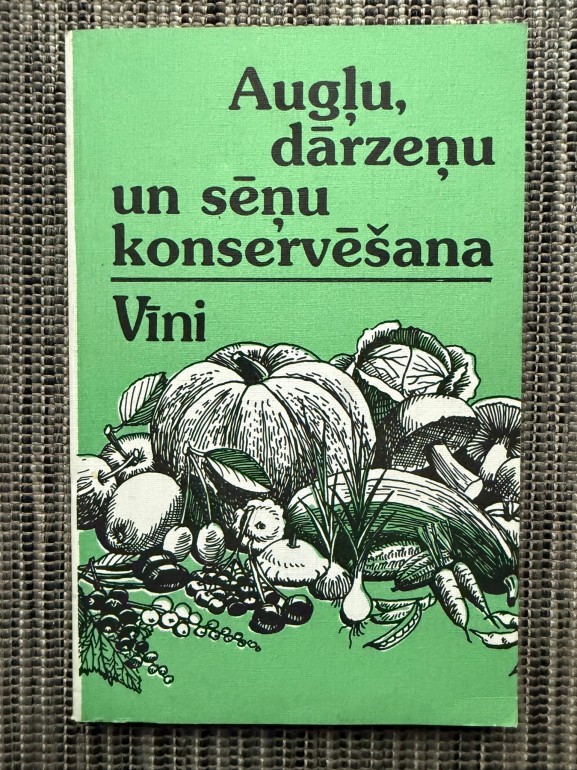 Augļu,
dārzeņu
un sēņu
konservēšana
Vīni